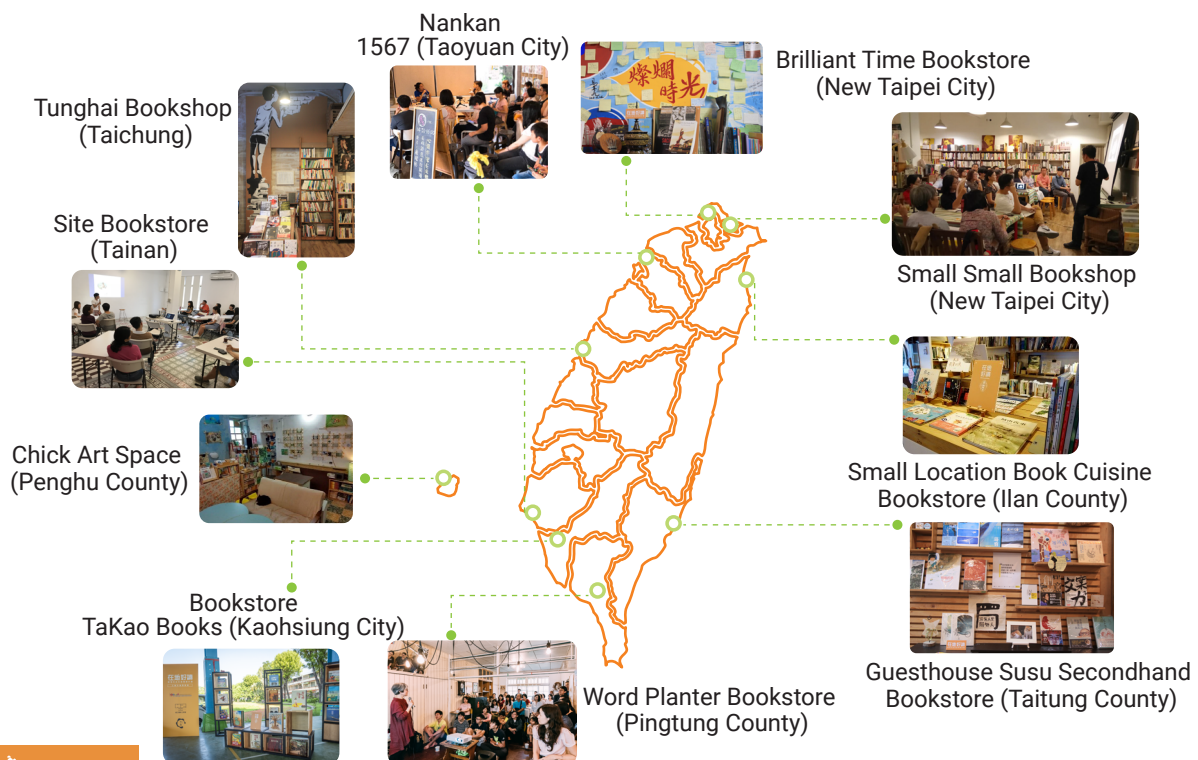 Nankan
1567 (Taoyuan City)
Brilliant Time Bookstore
(New Taipei City)
燦爛
時光
Tunghai Bookshop
(Taichung)
Site Bookstore
(Tainan)
Small Small Bookshop
(New Taipei City)
Chick Art Space
(Penghu County)
Small Location Book Cuisine
Bookstore (Ilan County)
Bookstore
TaKao Books (Kaohsiung City)
Word Planter Bookstore
(Pingtung County)
Guesthouse Susu Secondhand
Bookstore (Taitung County)